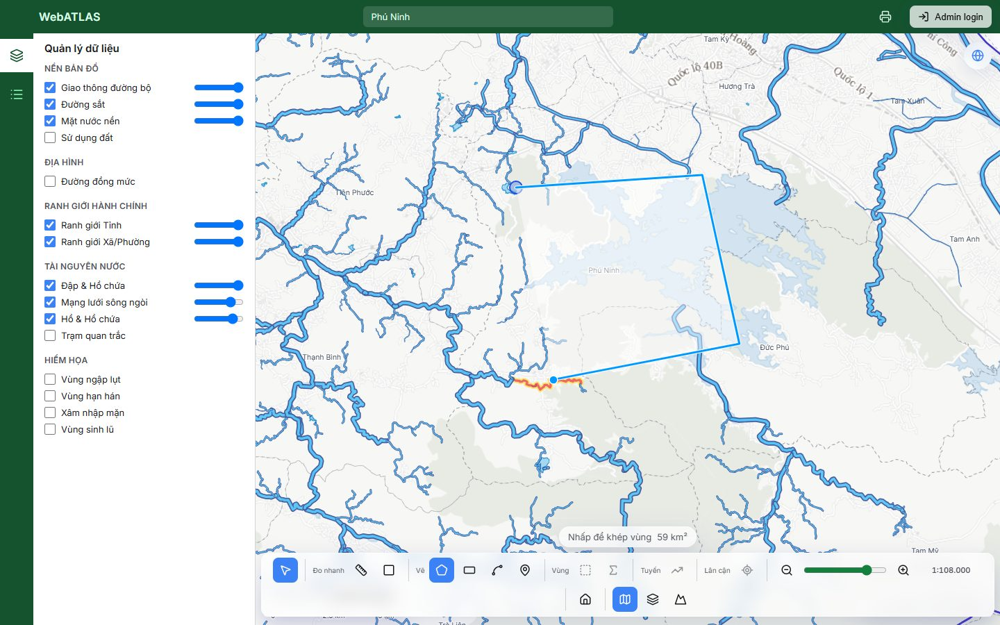 WebATLAS
Phú Ninh
Admin login
Quản lý dữ liệu
NỀN BẢN ĐỒ
Giao thông đường bộ
Đường sắt
Mặt nước nền
Sử dụng đất
ĐỊA HÌNH
Đường đồng mức
RANH GIỚI HÀNH CHÍNH
Ranh giới Tỉnh
Ranh giới Xã/Phường
TÀI NGUYÊN NƯỚC
Đập & Hồ chứa
Mạng lưới sông ngòi
Hồ & Hồ chứa
Trạm quan trắc
HIỂM HỌA
Vùng ngập lụt
Vùng hạn hán
Xâm nhập mặn
Vùng sinh lũ
Tam Kỳ
Hoàng
Quốc lộ 40B
Hương Trà
Quốc lộ 1
Tam Xuân
Tiên Phước
Tam Anh
Phú Ninh
Đức Phú
Thạnh Bình
Tam Mỹ
Nhấp để khép vùng 59 km²
Đo nhanh
Vẽ
Vùng
Tuyến
Lân cận
1:108.000